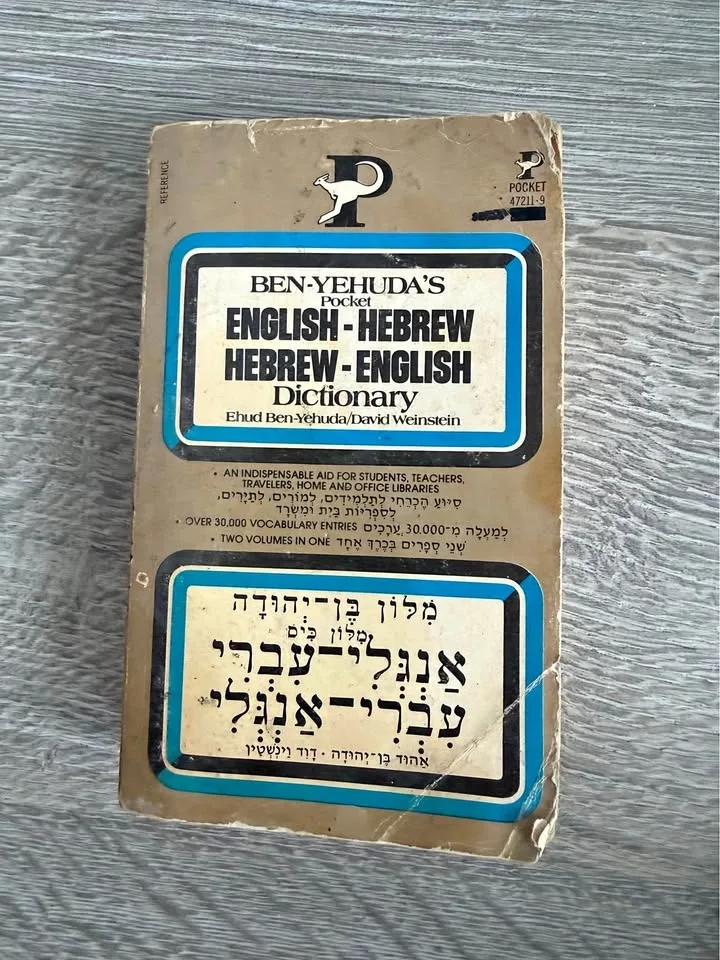 REFERENCE
P
P
POCKET
47211-9
BEN-YEHUDA'S
Pocket
ENGLISH-HEBREW
HEBREW-ENGLISH
Dictionary
Ehud Ben-Yehuda/David Weinstein
• AN INDISPENSABLE AID FOR STUDENTS, TEACHERS,
TRAVELERS, HOME AND OFFICE LIBRARIES
סִיּוּעַ הֶכְרֵחִי לְתַלְמִידִים, לְמוֹרִים, לְתַיָּרִים,
לְסִפְרִיּוֹת בַּיִת וּמִשְׂרָד
• OVER 30,000 VOCABULARY ENTRIES לְמַעְלָה מִ־30.000 עֲרָכִים
• TWO VOLUMES IN ONE שְׁנֵי סְפָרִים בְּכֶרֶךְ אֶחָד
מִלּוֹן בֶּן־יְהוּדָה
מִלּוֹן כִּיס
אַנְגְּלִי־עִבְרִי
עִבְרִי־אַנְגְּלִי
אֵהוּד בֶּן־יְהוּדָה · דָּוִד וַינְשְׁטֵין